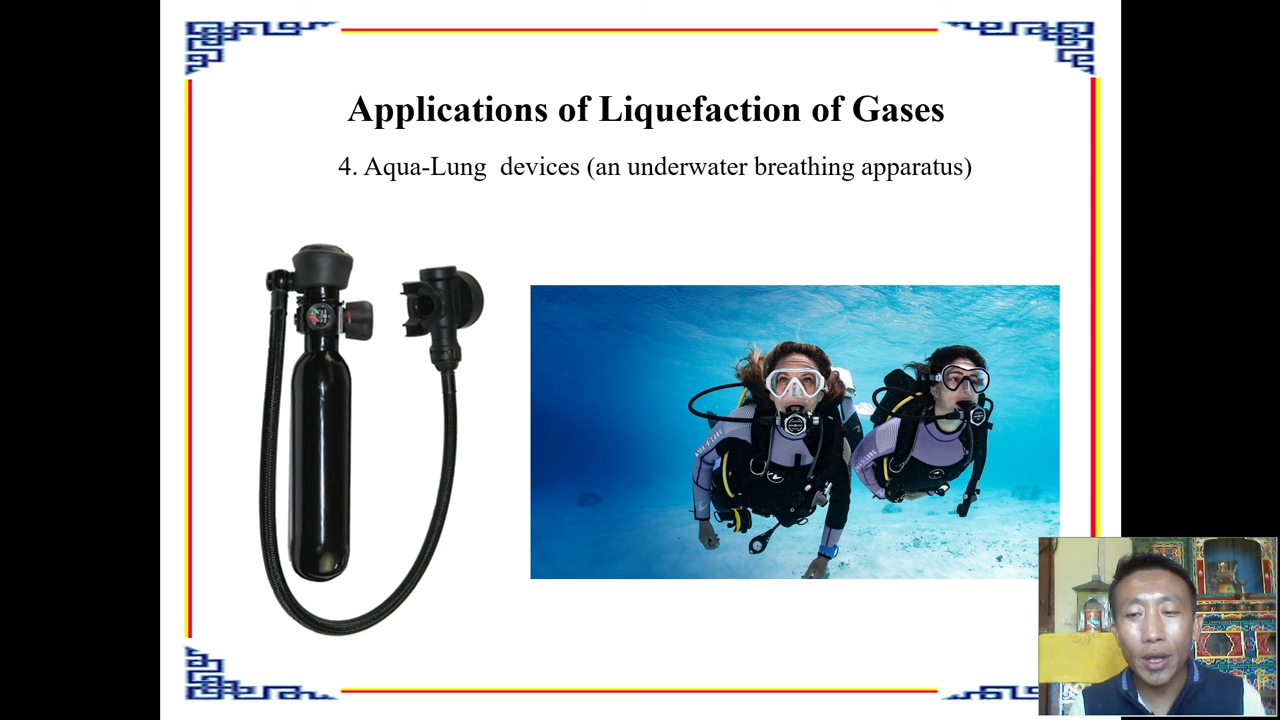 Applications of Liquefaction of Gases
4. Aqua-Lung devices (an underwater breathing apparatus)